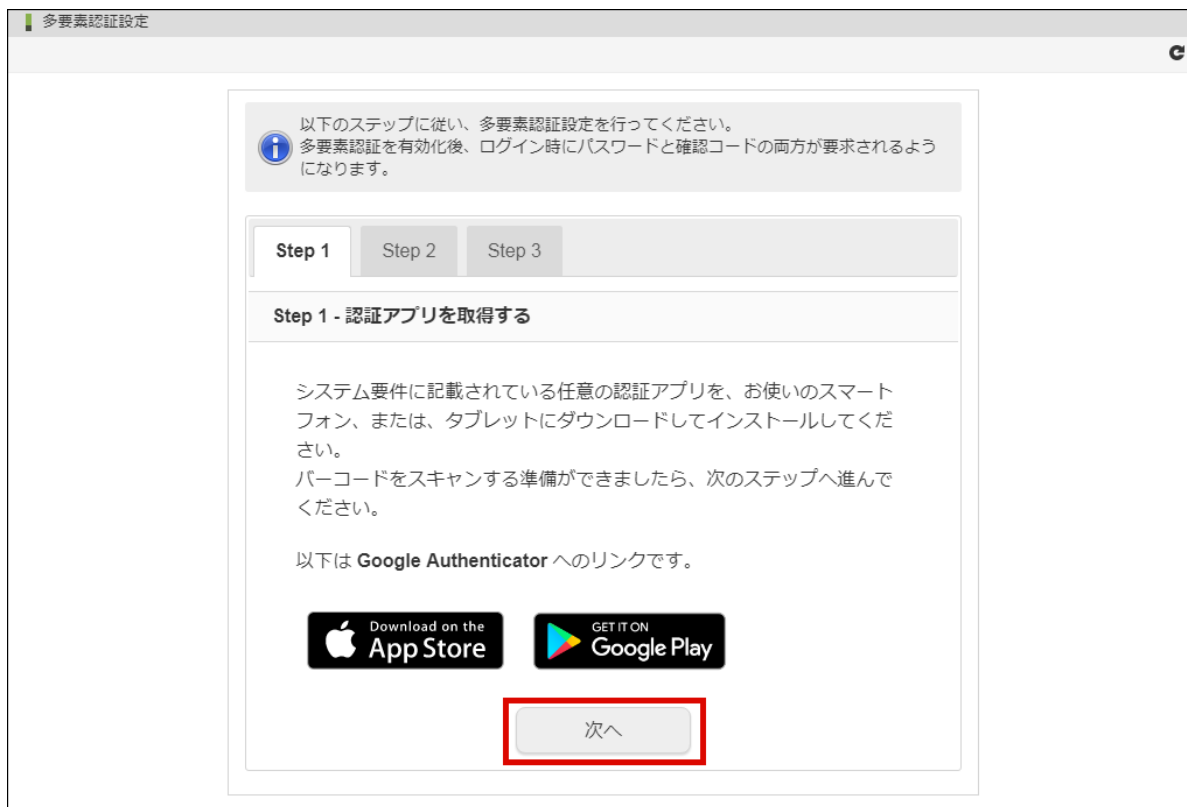 多要素認証設定
以下のステップに従い、多要素認証設定を行ってください。
多要素認証を有効化後、ログイン時にパスワードと確認コードの両方が要求されるよう
になります。
Step 1 Step 2 Step 3
Step 1 - 認証アプリを取得する
システム要件に記載されている任意の認証アプリを、お使いのスマート
フォン、または、タブレットにダウンロードしてインストールしてくだ
さい。
バーコードをスキャンする準備ができましたら、次のステップへ進んで
ください。
以下は Google Authenticator へのリンクです。
Download on the
App Store
GET IT ON
Google Play
次へ